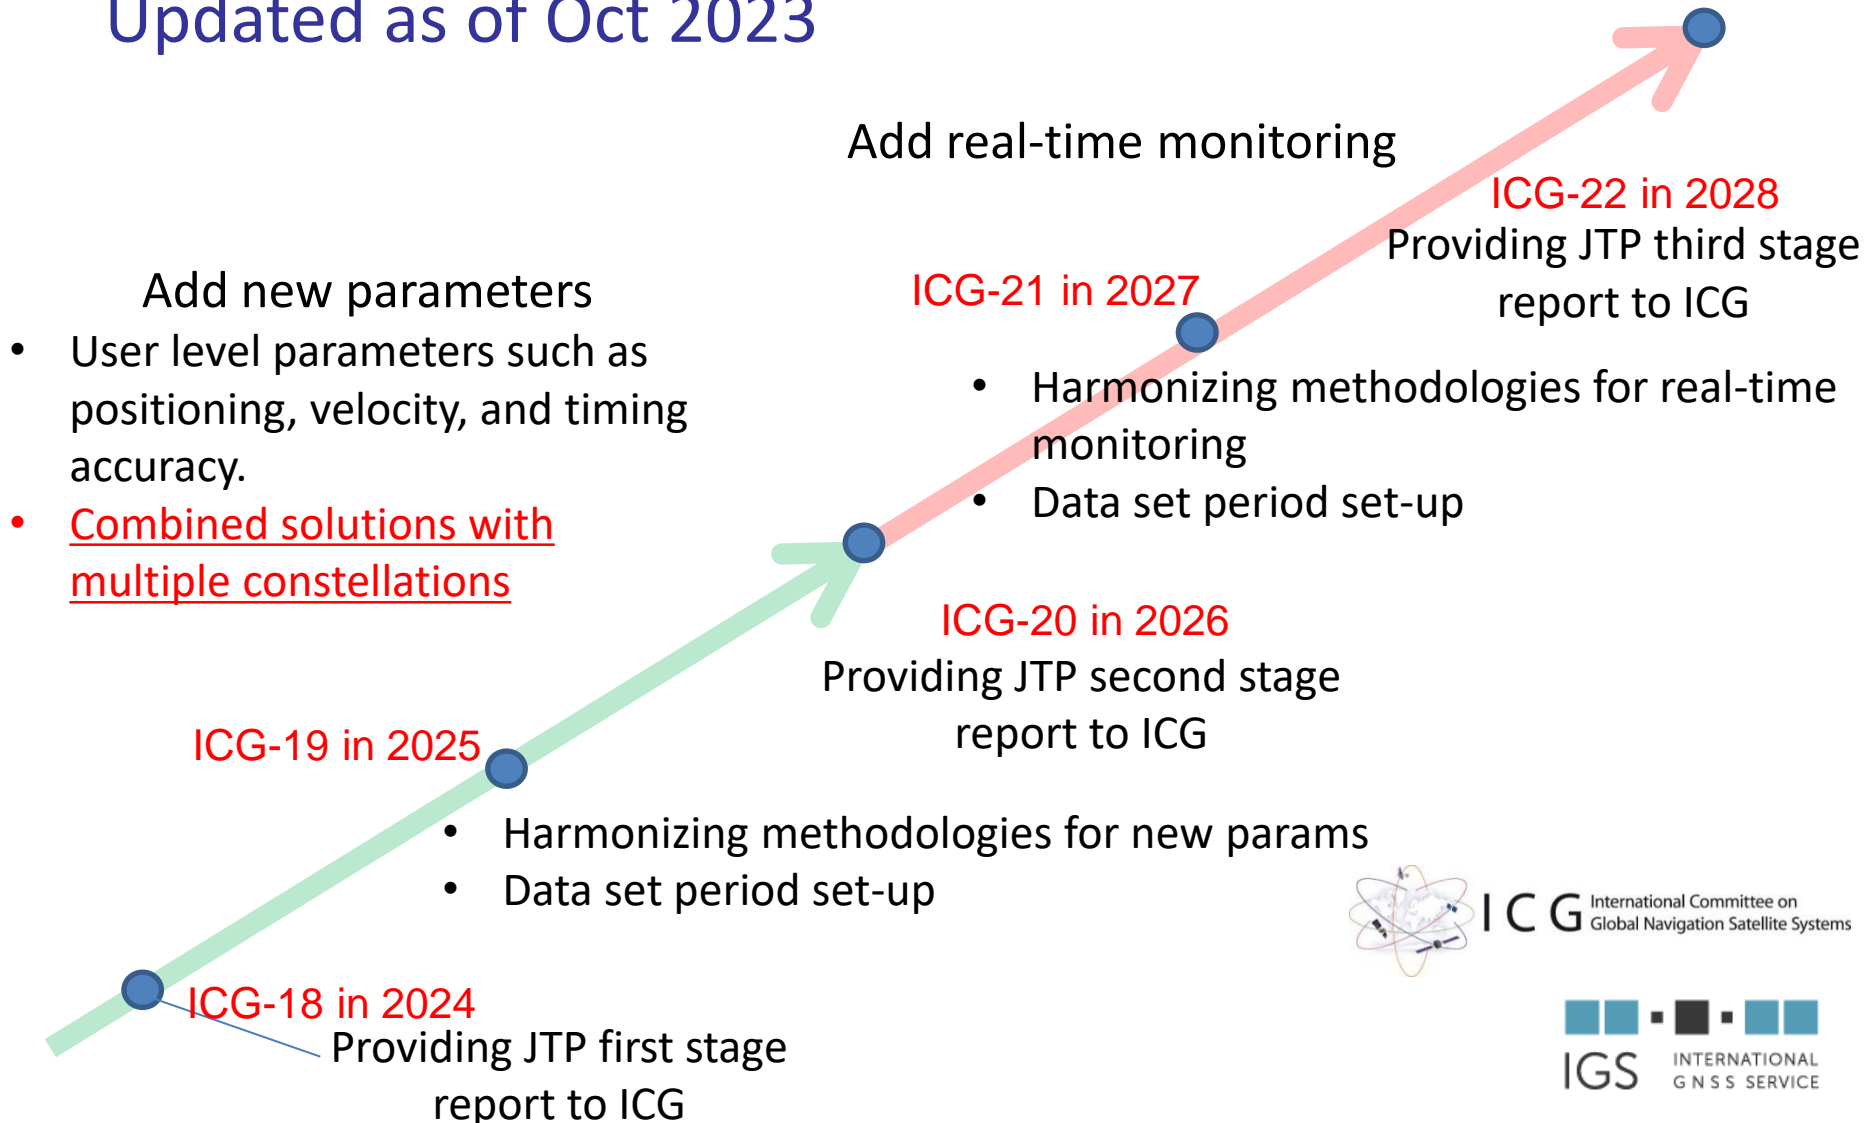 Updated as of Oct 2023
Add real-time monitoring
ICG-22 in 2028
Providing JTP third stage
report to ICG
ICG-21 in 2027
Add new parameters
• User level parameters such as
positioning, velocity, and timing
accuracy.
• Combined solutions with
multiple constellations
• Harmonizing methodologies for real-time
monitoring
• Data set period set-up
ICG-20 in 2026
Providing JTP second stage
report to ICG
ICG-19 in 2025
• Harmonizing methodologies for new params
• Data set period set-up
ICG-18 in 2024
Providing JTP first stage
report to ICG
ICG International Committee on
Global Navigation Satellite Systems
IGS INTERNATIONAL
GNSS SERVICE